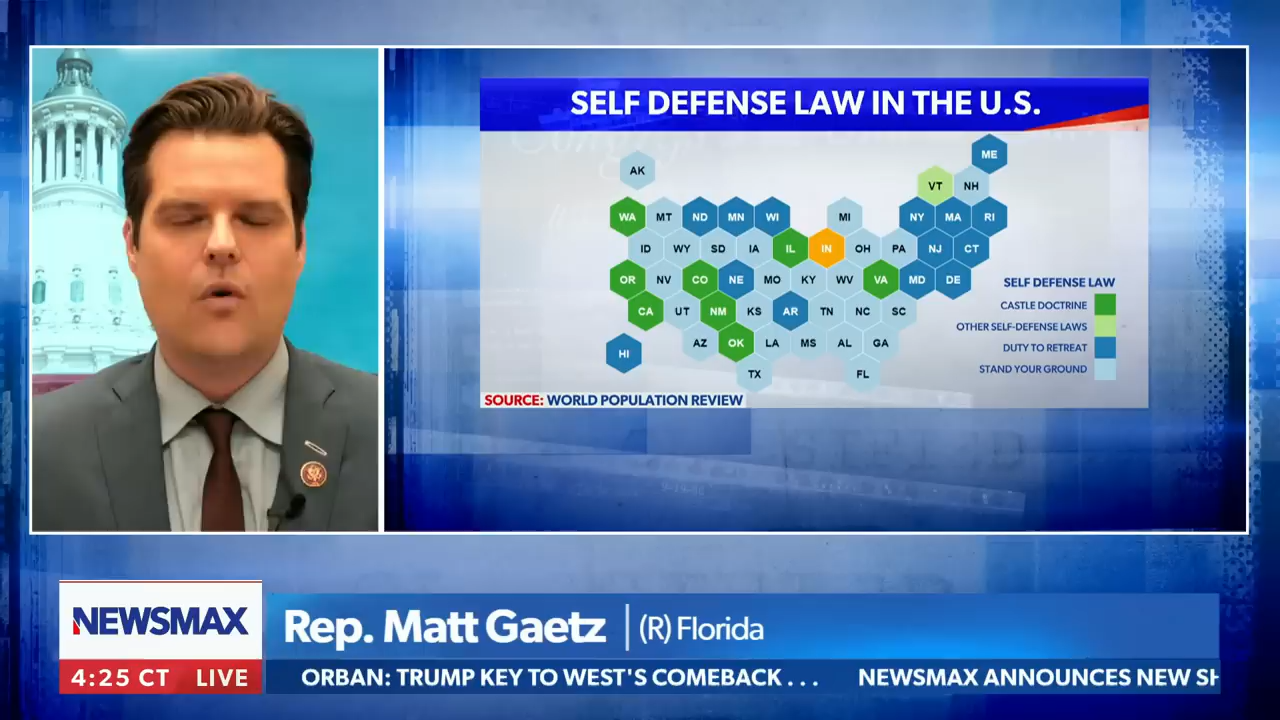 SELF DEFENSE LAW IN THE U.S.
ME
AK
VT NH
WA MT ND MN WI MI NY MA RI
ID WY SD IA IL IN OH PA NJ CT
OR NV CO NE MO KY WV VA MD DE
CA UT NM KS AR TN NC SC
AZ OK LA MS AL GA
HI
TX FL
SELF DEFENSE LAW
CASTLE DOCTRINE
OTHER SELF-DEFENSE LAWS
DUTY TO RETREAT
STAND YOUR GROUND
SOURCE: WORLD POPULATION REVIEW
NEWSMAX
Rep. Matt Gaetz (R) Florida
4:25 CT LIVE
ORBAN: TRUMP KEY TO WEST'S COMEBACK . . . NEWSMAX ANNOUNCES NEW